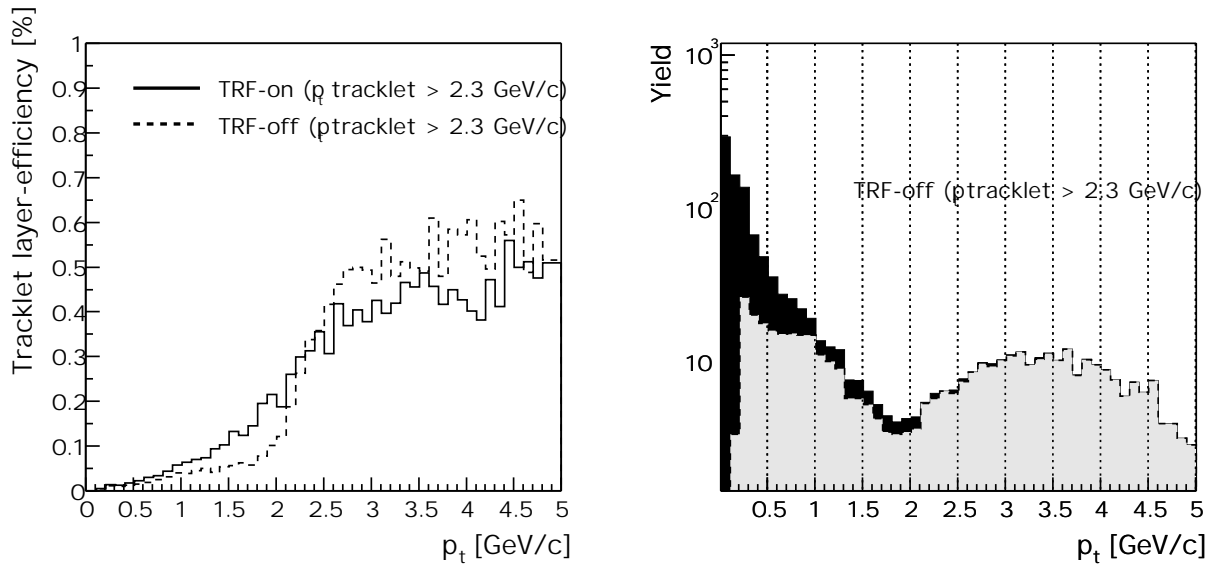 Tracklet layer-efficiency [%]
1
0.9
0.8
0.7
0.6
0.5
0.4
0.3
0.2
0.1
0
TRF-on (pt tracklet > 2.3 GeV/c)
TRF-off (pt tracklet > 2.3 GeV/c)
0 0.5 1 1.5 2 2.5 3 3.5 4 4.5 5
pt [GeV/c]
Yield
10³
10²
10
TRF-off (pt tracklet > 2.3 GeV/c)
0.5 1 1.5 2 2.5 3 3.5 4 4.5 5
pt [GeV/c]